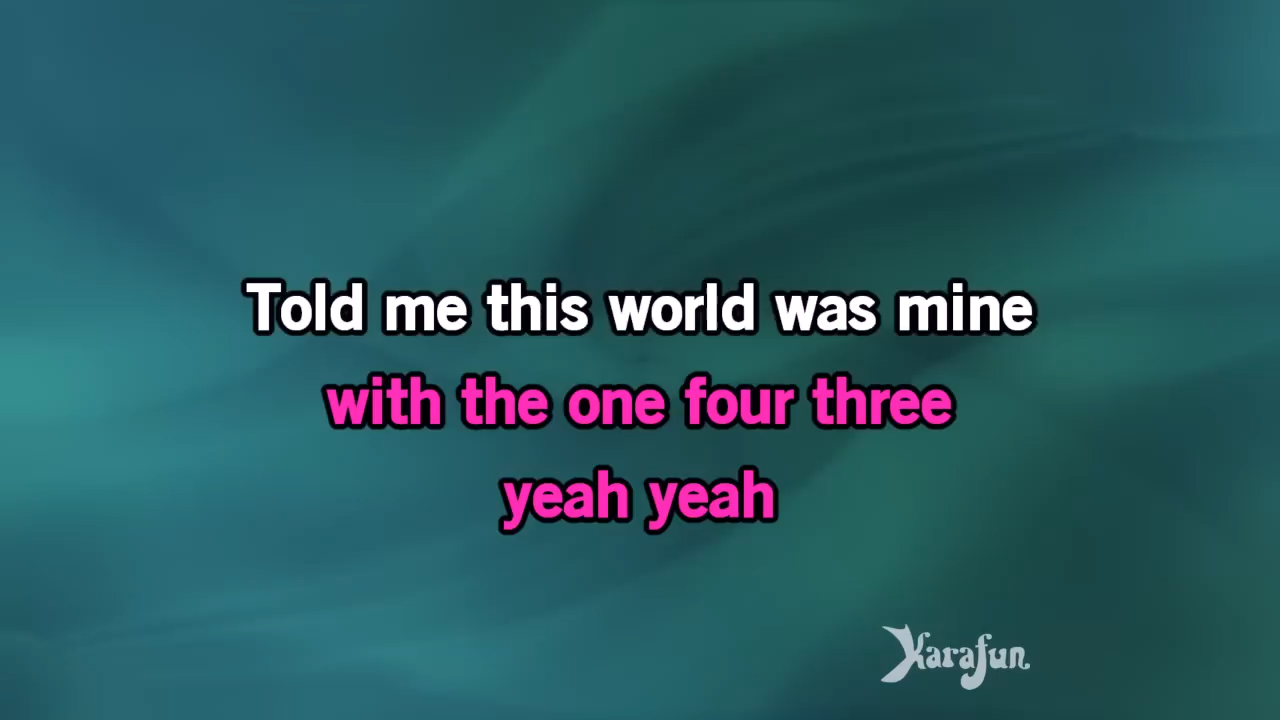 Told me this world was mine
with the one four three
yeah yeah
Karafun